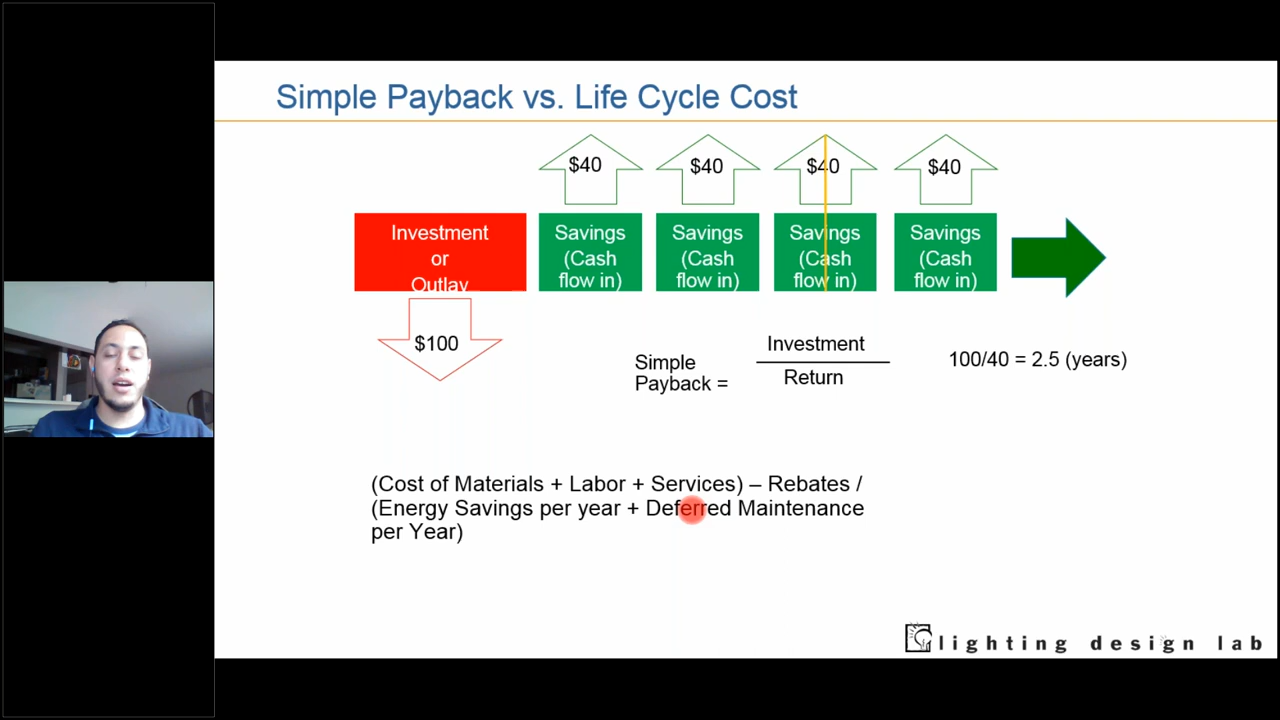 Simple Payback vs. Life Cycle Cost
$40
$40
$40
$40
Investment
or
Outlay
Savings
(Cash
flow in)
Savings
(Cash
flow in)
Savings
(Cash
flow in)
Savings
(Cash
flow in)
$100
Simple
Payback =
Investment
Return
100/40 = 2.5 (years)
(Cost of Materials + Labor + Services) – Rebates /
(Energy Savings per year + Deferred Maintenance
per Year)
lighting design lab